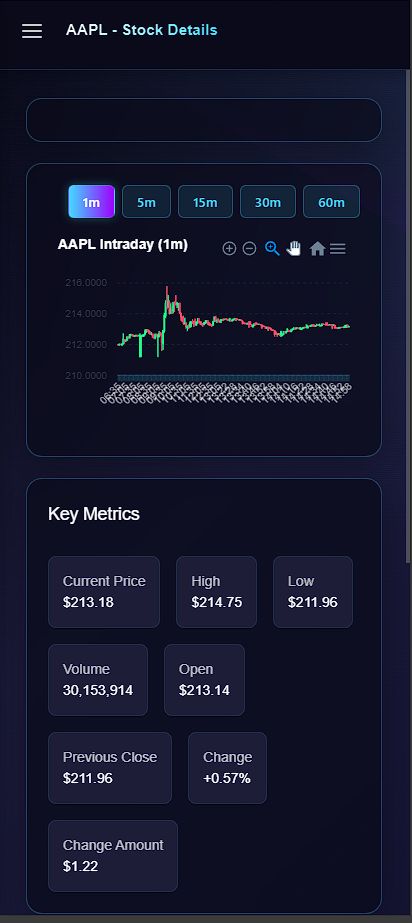 AAPL - Stock Details
1m 5m 15m 30m 60m
AAPL Intraday (1m)
216.0000
214.0000
212.0000
210.0000
Key Metrics
Current Price High Low
$213.18 $214.75 $211.96
Volume Open
30,153,914 $213.14
Previous Close Change
$211.96 +0.57%
Change Amount
$1.22